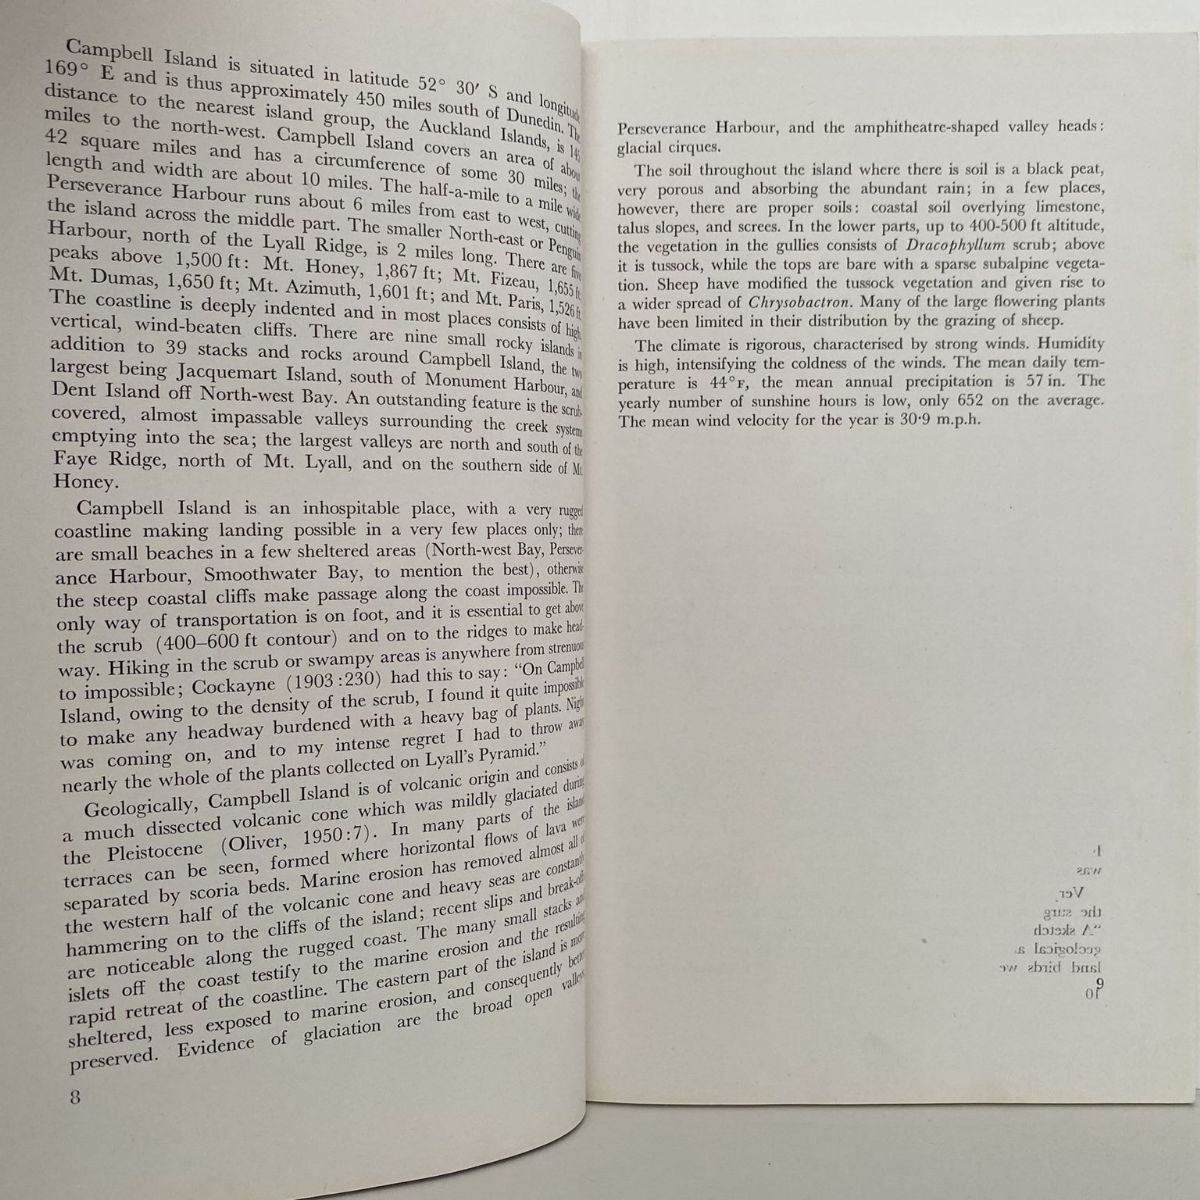 Campbell Island is situated in latitude 52° 30′ S and longitude
169° E and is thus approximately 450 miles south of Dunedin. The
distance to the nearest island group, the Auckland Islands, is 145
miles to the north-west. Campbell Island covers an area of about
42 square miles and has a circumference of some 30 miles; the
length and width are about 10 miles. The half-a-mile to a mile wide
Perseverance Harbour runs about 6 miles from east to west, cutting
the island across the middle part. The smaller North-east or Penguin
Harbour, north of the Lyall Ridge, is 2 miles long. There are five
peaks above 1,500 ft: Mt. Honey, 1,867 ft; Mt. Fizeau, 1,655 ft
Mt. Dumas, 1,650 ft; Mt. Azimuth, 1,601 ft; and Mt. Paris, 1,526 ft
The coastline is deeply indented and in most places consists of high,
vertical, wind-beaten cliffs. There are nine small rocky islands in
addition to 39 stacks and rocks around Campbell Island, the two
largest being Jacquemart Island, south of Monument Harbour, and
Dent Island off North-west Bay. An outstanding feature is the scrub-
covered, almost impassable valleys surrounding the creek systems
emptying into the sea; the largest valleys are north and south of the
Faye Ridge, north of Mt. Lyall, and on the southern side of Mt.
Honey.
Campbell Island is an inhospitable place, with a very rugged
coastline making landing possible in a very few places only; there
are small beaches in a few sheltered areas (North-west Bay, Persever-
ance Harbour, Smoothwater Bay, to mention the best), otherwise
the steep coastal cliffs make passage along the coast impossible. The
only way of transportation is on foot, and it is essential to get above
the scrub (400–600 ft contour) and on to the ridges to make head-
way. Hiking in the scrub or swampy areas is anywhere from strenuous
to impossible; Cockayne (1903:230) had this to say: “On Campbell
Island, owing to the density of the scrub, I found it quite impossible
to make any headway burdened with a heavy bag of plants. Night
was coming on, and to my intense regret I had to throw away
nearly the whole of the plants collected on Lyall's Pyramid.”
Geologically, Campbell Island is of volcanic origin and consists of
a much dissected volcanic cone which was mildly glaciated during
the Pleistocene (Oliver, 1950:7). In many parts of the island
terraces can be seen, formed where horizontal flows of lava were
separated by scoria beds. Marine erosion has removed almost all of
the western half of the volcanic cone and heavy seas are constantly
hammering on to the cliffs of the island; recent slips and break-offs
are noticeable along the rugged coast. The many small stacks and
islets off the coast testify to the marine erosion and the resulting
rapid retreat of the coastline. The eastern part of the island is more
sheltered, less exposed to marine erosion, and consequently better
preserved. Evidence of glaciation are the broad open valleys
8
Perseverance Harbour, and the amphitheatre-shaped valley heads:
glacial cirques.
The soil throughout the island where there is soil is a black peat,
very porous and absorbing the abundant rain; in a few places,
however, there are proper soils: coastal soil overlying limestone,
talus slopes, and screes. In the lower parts, up to 400-500 ft altitude,
the vegetation in the gullies consists of Dracophyllum scrub; above
it is tussock, while the tops are bare with a sparse subalpine vegeta-
tion. Sheep have modified the tussock vegetation and given rise to
a wider spread of Chrysobactron. Many of the large flowering plants
have been limited in their distribution by the grazing of sheep.
The climate is rigorous, characterised by strong winds. Humidity
is high, intensifying the coldness of the winds. The mean daily tem-
perature is 44°F, the mean annual precipitation is 57 in. The
yearly number of sunshine hours is low, only 652 on the average.
The mean wind velocity for the year is 30·9 m.p.h.
was
Ver
the
“A sketch
geological
land birds
9
10